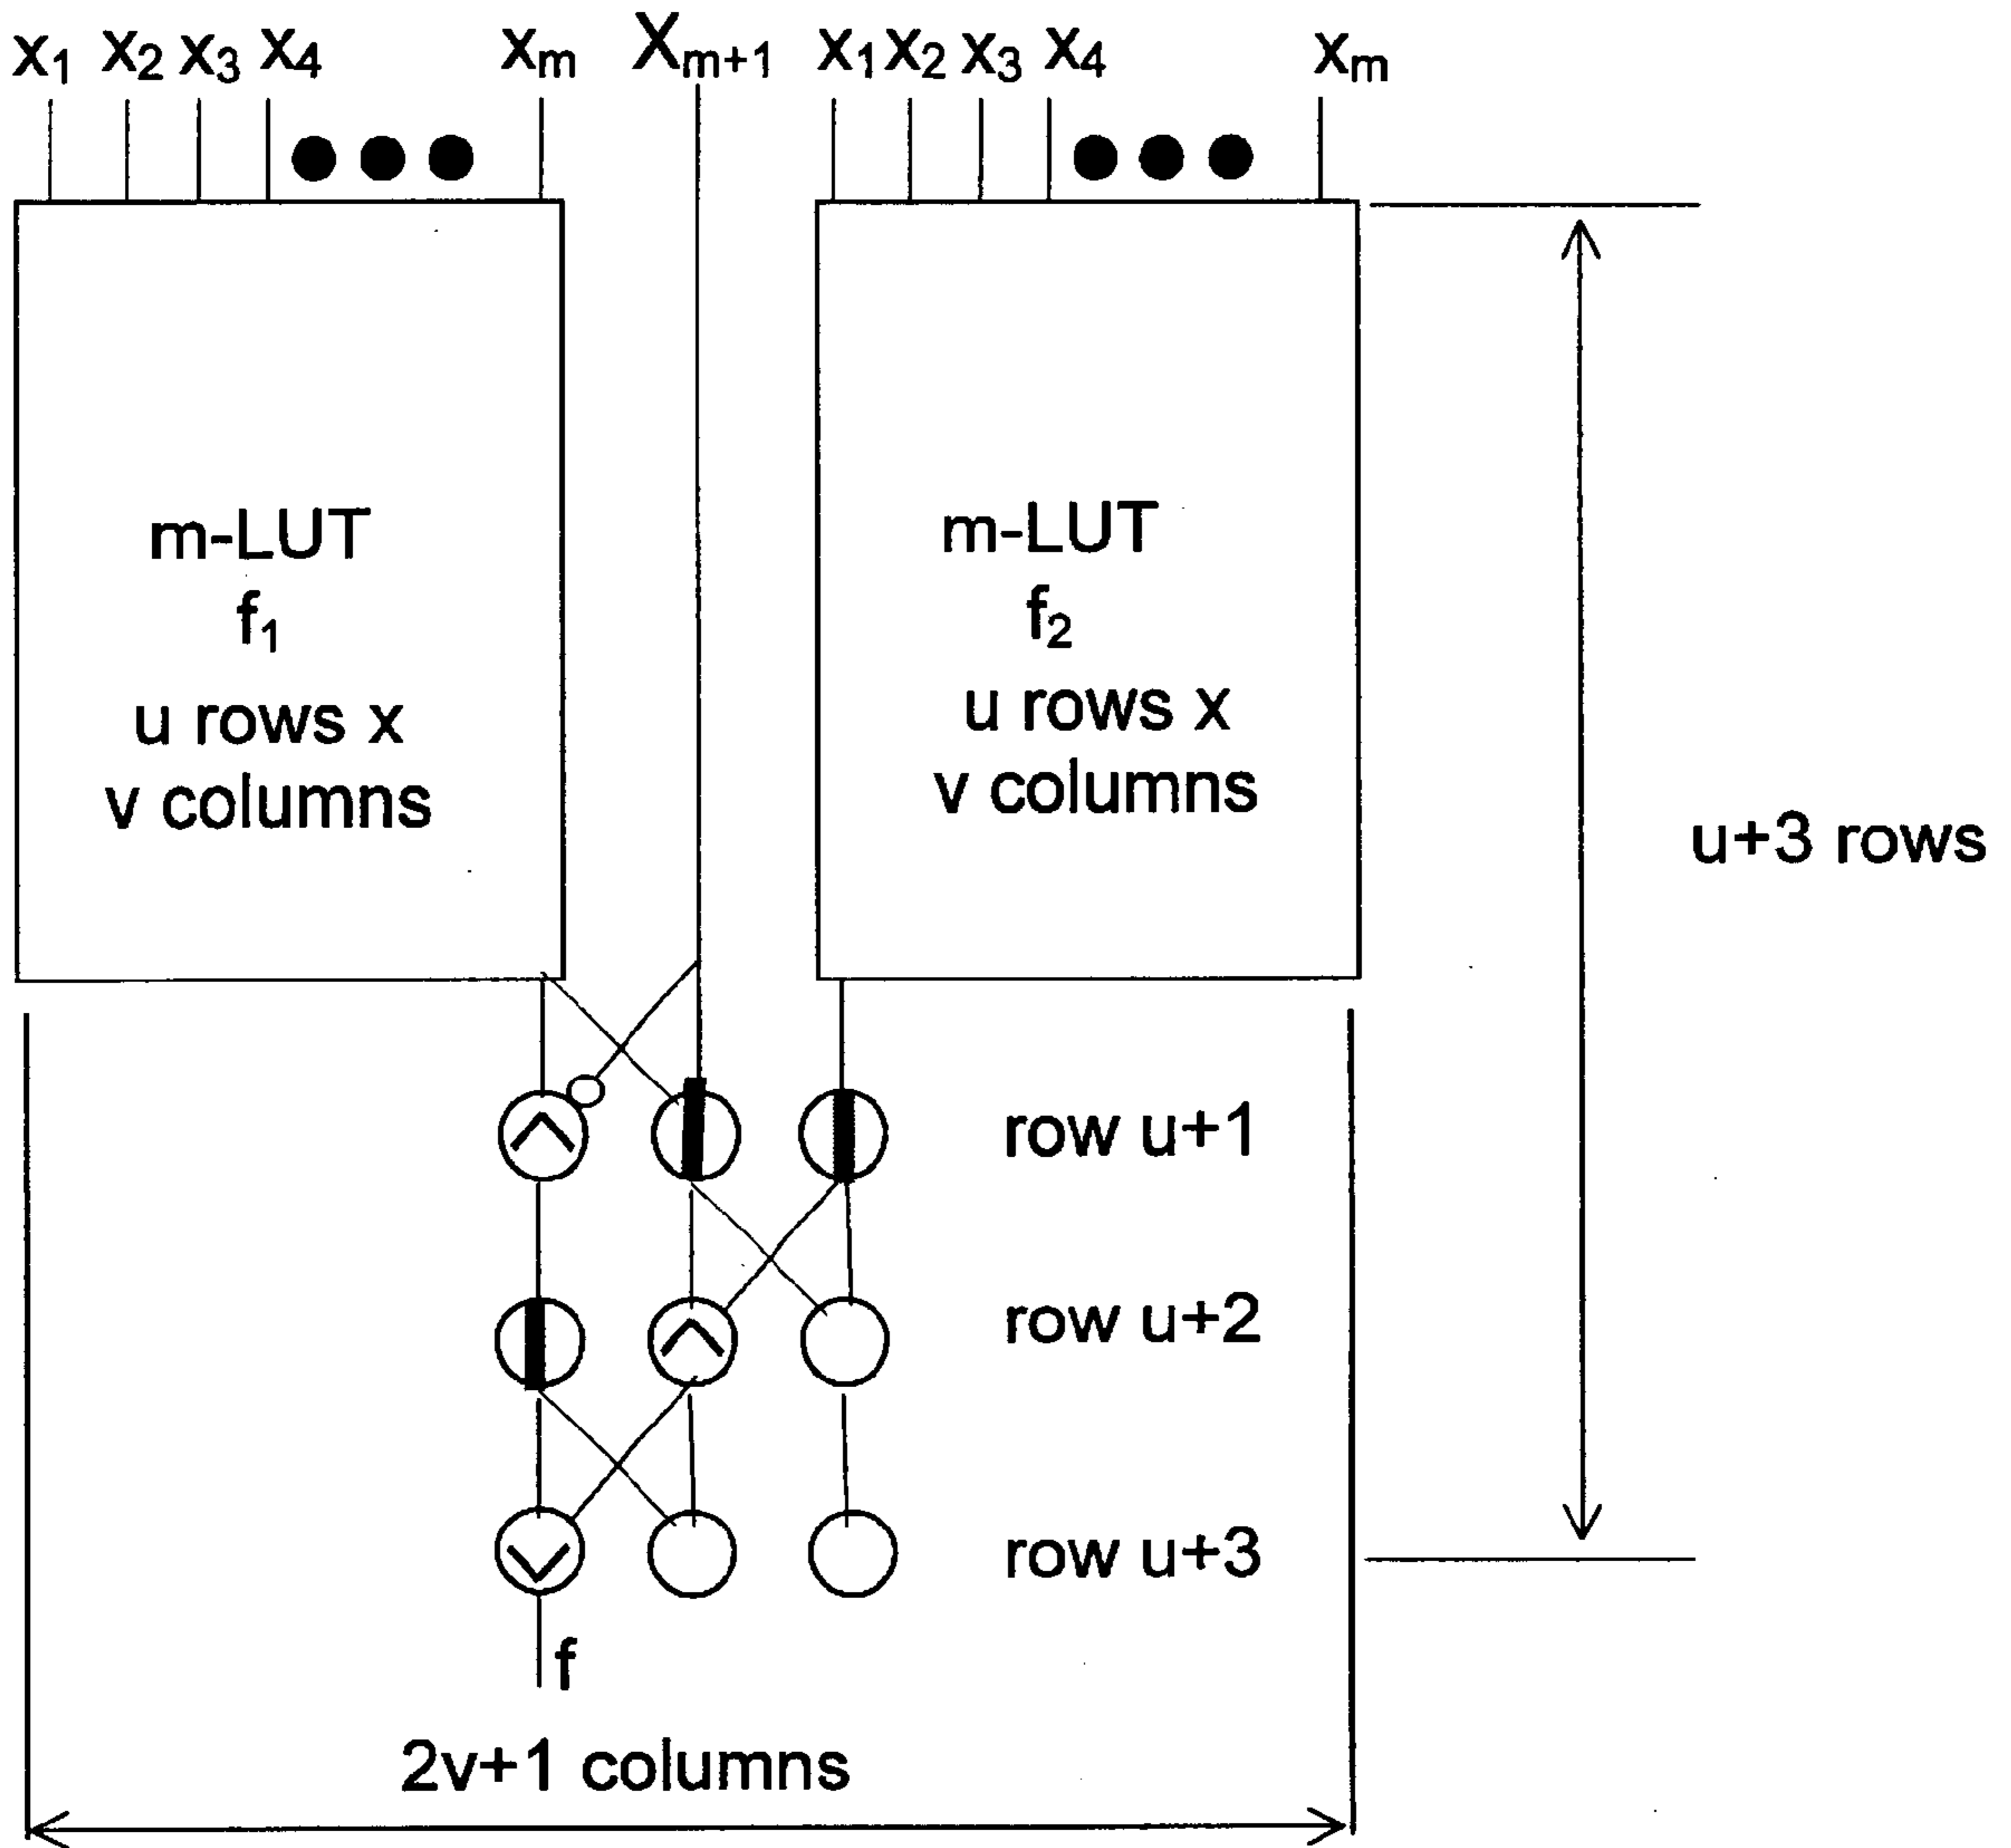 x₁ x₂ x₃ x₄ xₘ Xₘ₊₁ x₁ x₂ x₃ x₄ xₘ
m-LUT
f₁
u rows x
v columns
m-LUT
f₂
u rows x
v columns
u+3 rows
row u+1
row u+2
row u+3
f
2v+1 columns